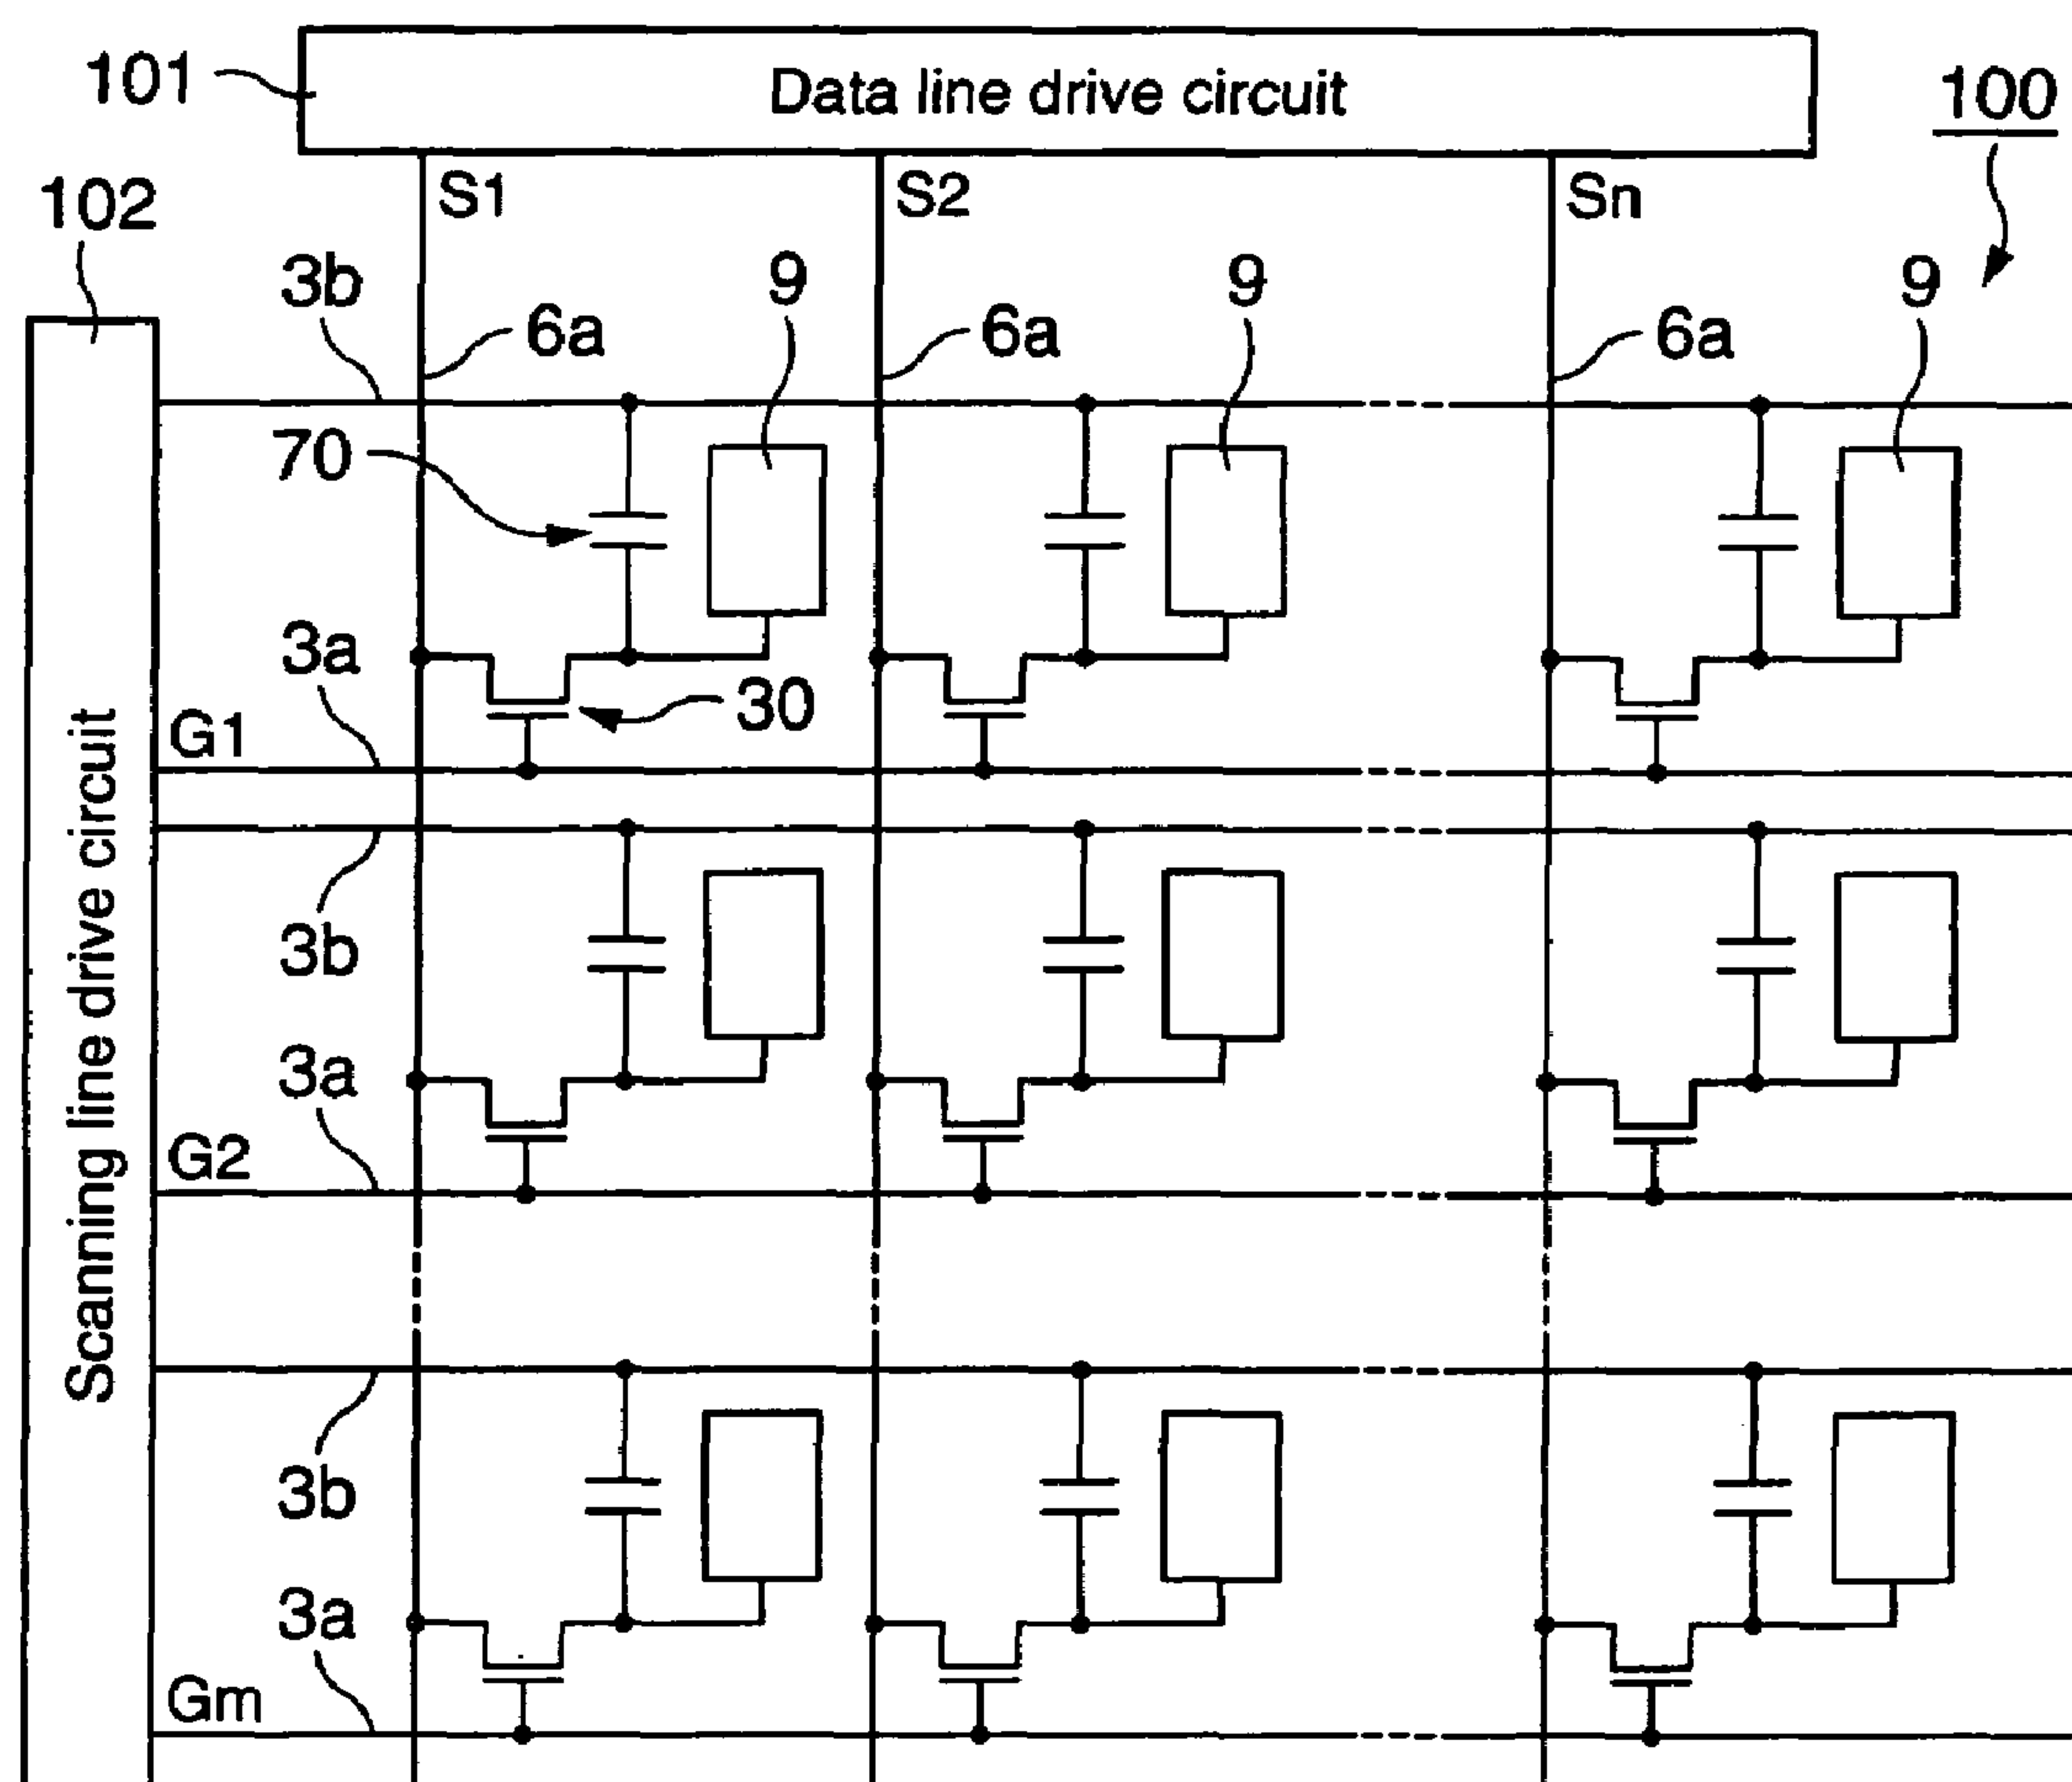 101
Data line drive circuit
100
102
S1
S2
Sn
3b
6a
9
6a
9
6a
9
70
3a
30
G1
Scanning line drive circuit
3b
3a
G2
3b
3a
Gm